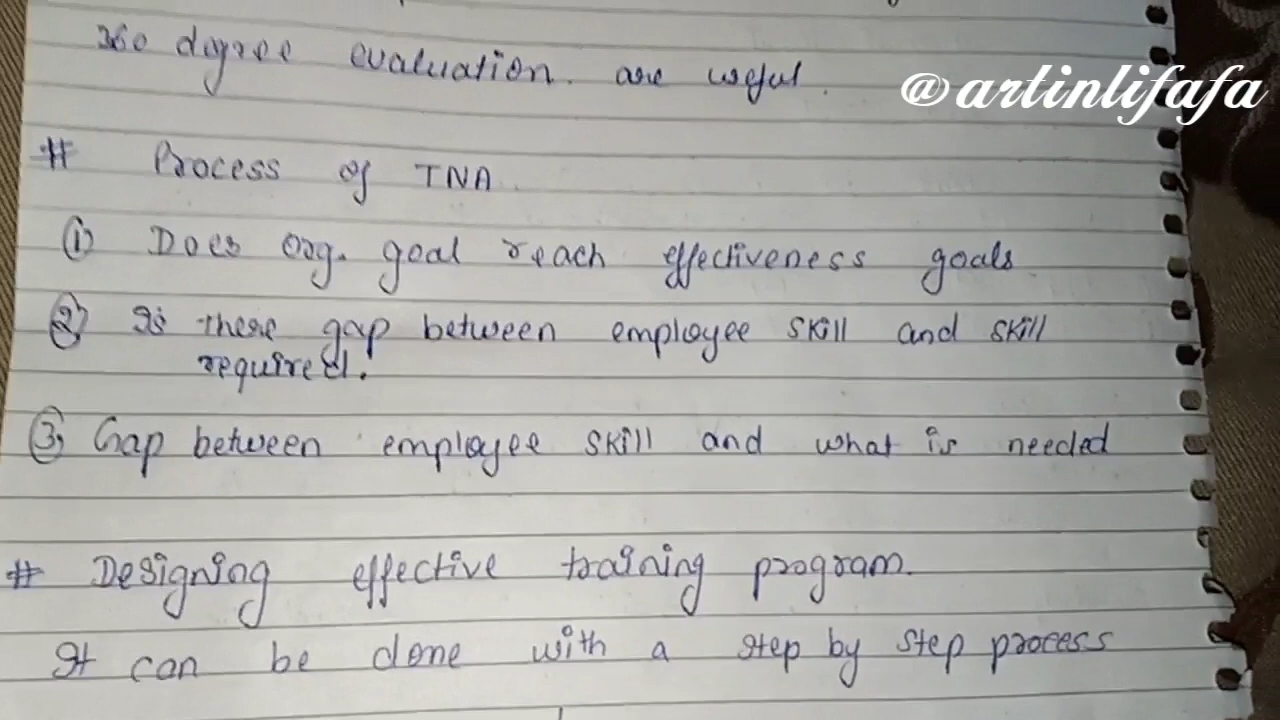 360 degree evaluation. are useful.
@artinlifafa
# Process of TNA.
① Does org. goal reach effectiveness goals
② Is there gap between employee skill and skill
required.
③ Gap between employee skill and what is needed
# Designing effective training program.
It can be done with a step by step process